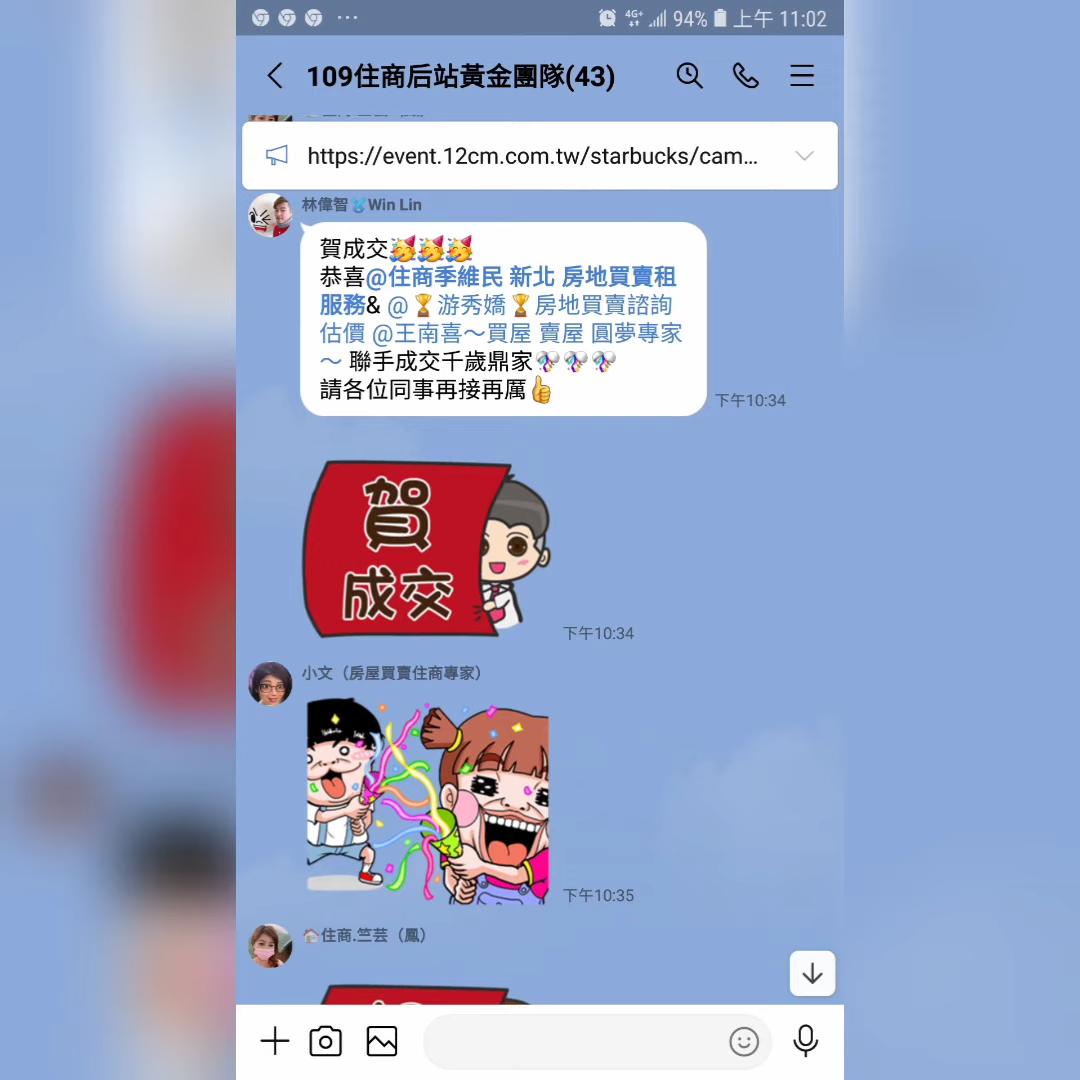 4G+ 94% 上午 11:02
109住商后站黃金團隊(43)
https://event.12cm.com.tw/starbucks/cam...
林偉智🏅Win Lin
賀成交🥳🥳🥳
恭喜@住商季維民 新北 房地買賣租
服務& @🏆游秀嬌🏆房地買賣諮詢
估價 @王南喜～買屋 賣屋 圓夢專家
～ 聯手成交千歲鼎家🎊🎊🎊
請各位同事再接再厲👍
下午10:34
賀
成交
下午10:34
小文（房屋買賣住商專家）
下午10:35
🏠住商.竺芸（鳳）